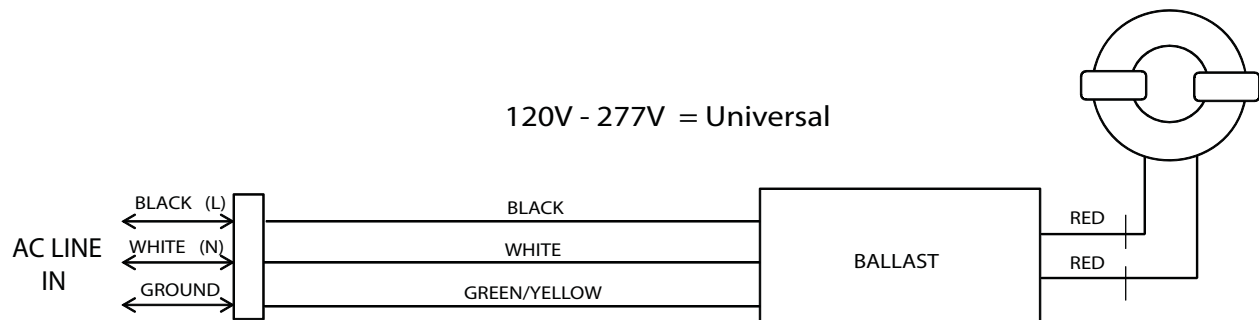 120V - 277V = Universal
BLACK (L)
BLACK
RED
AC LINE
IN
WHITE (N)
WHITE
BALLAST
RED
GROUND
GREEN/YELLOW